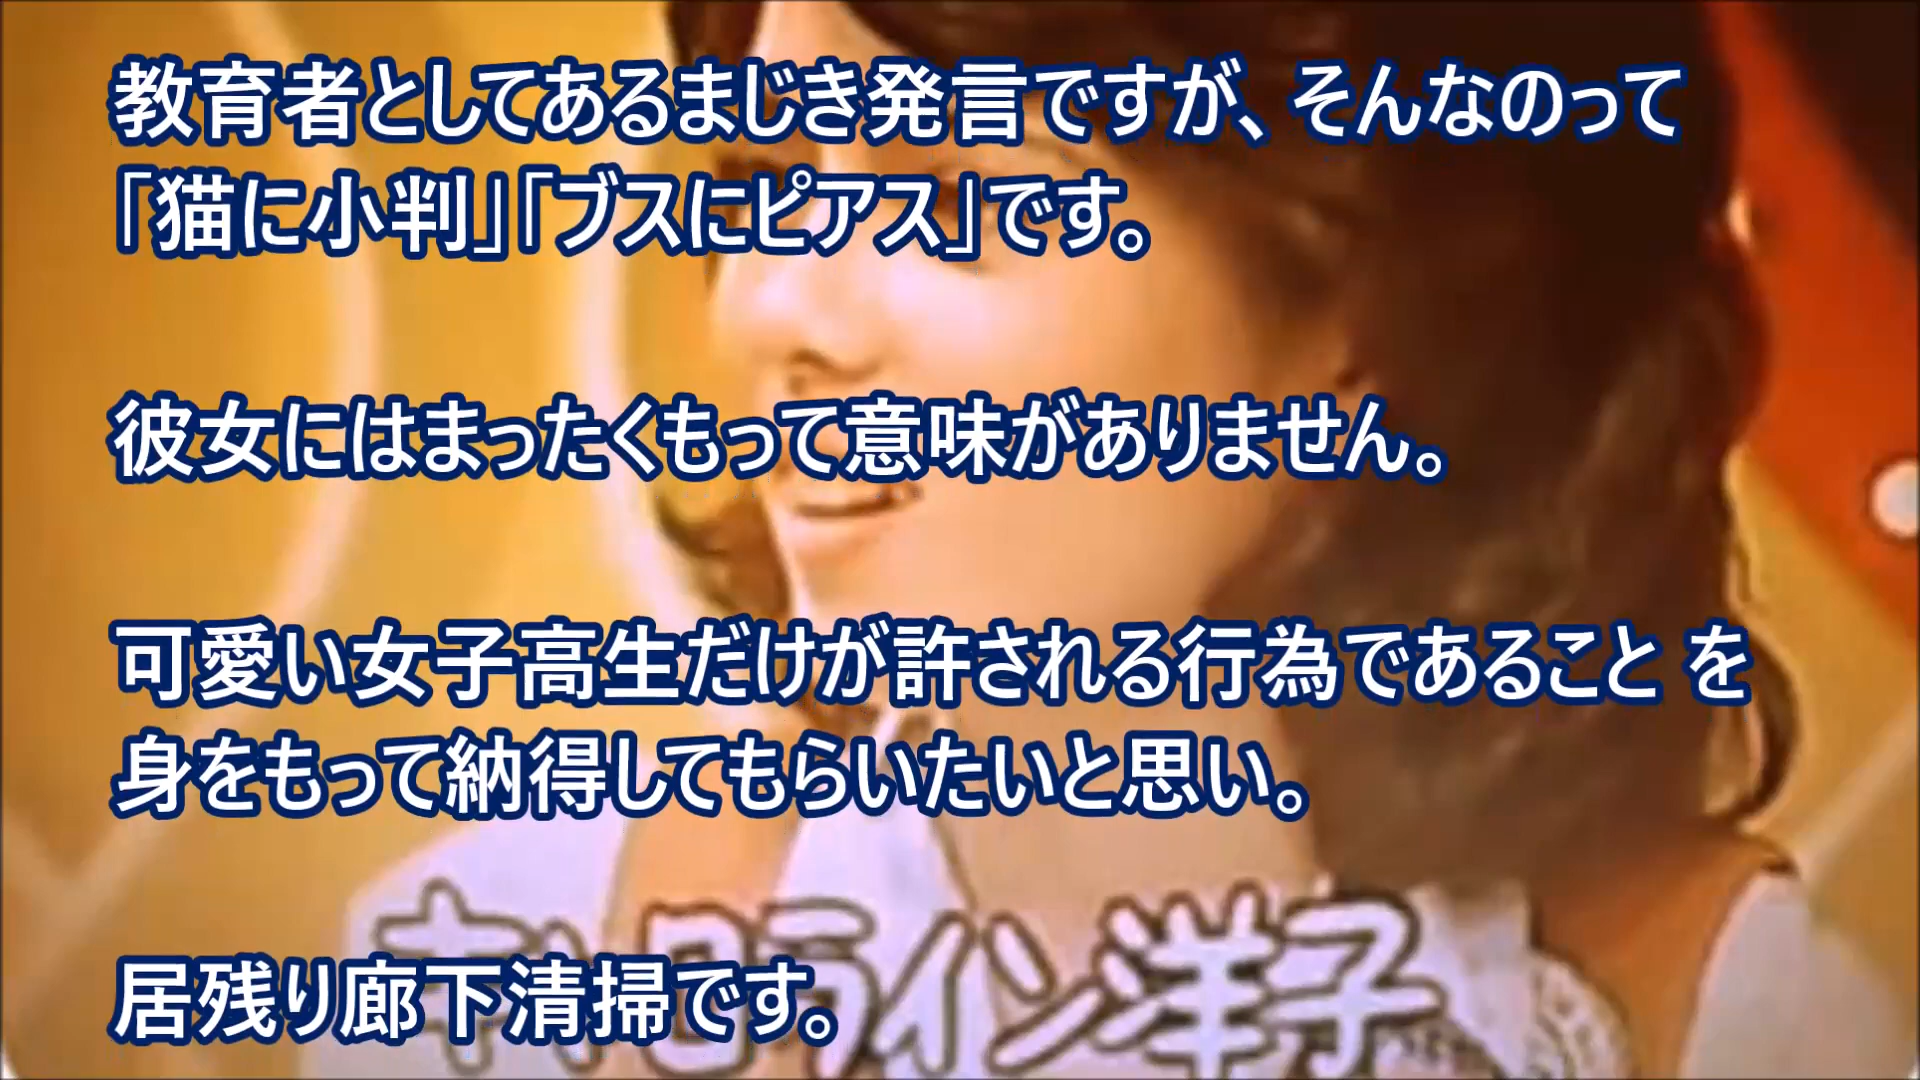 教育者としてあるまじき発言ですが、そんなのって
「猫に小判」「ブスにピアス」です。
彼女にはまったくもって意味がありません。
可愛い女子高生だけが許される行為であること を
身をもって納得してもらいたいと思い。
居残り廊下清掃です。
キャロライン洋子